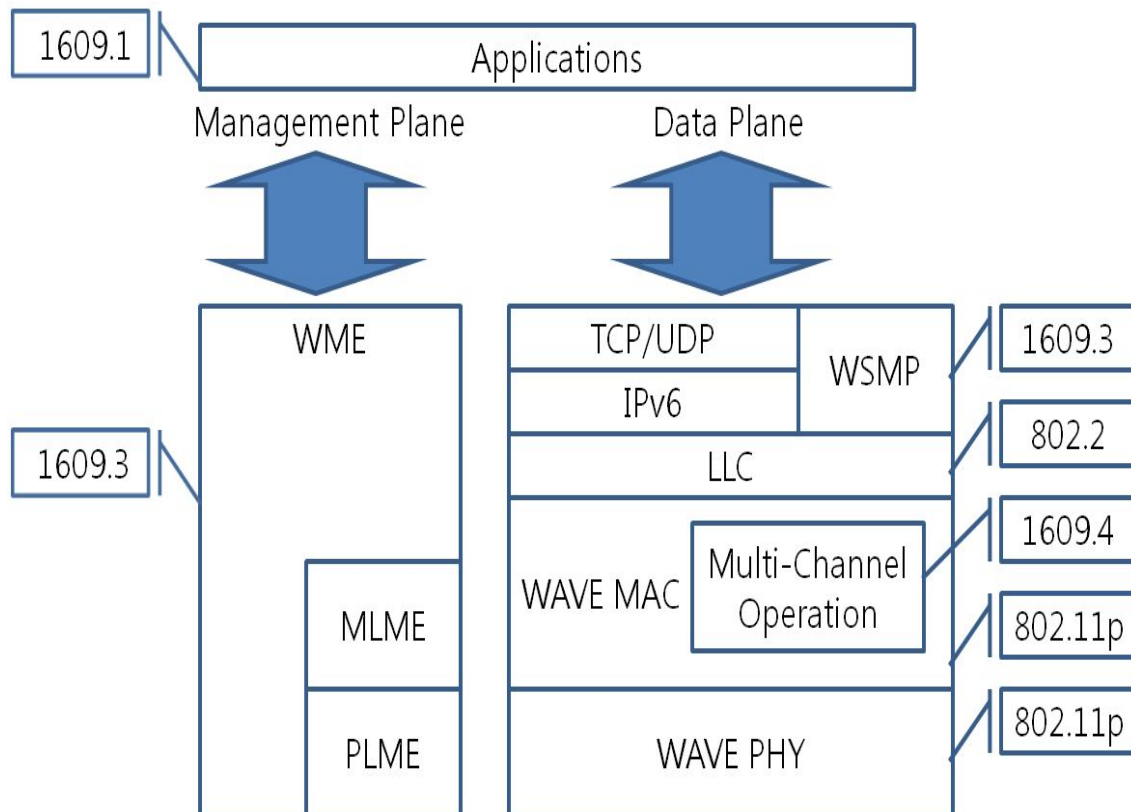 1609.1
Applications
Management Plane
Data Plane
WME
TCP/UDP
WSMP
1609.3
IPv6
802.2
1609.3
LLC
1609.4
WAVE MAC
Multi-Channel
Operation
MLME
802.11p
PLME
WAVE PHY
802.11p